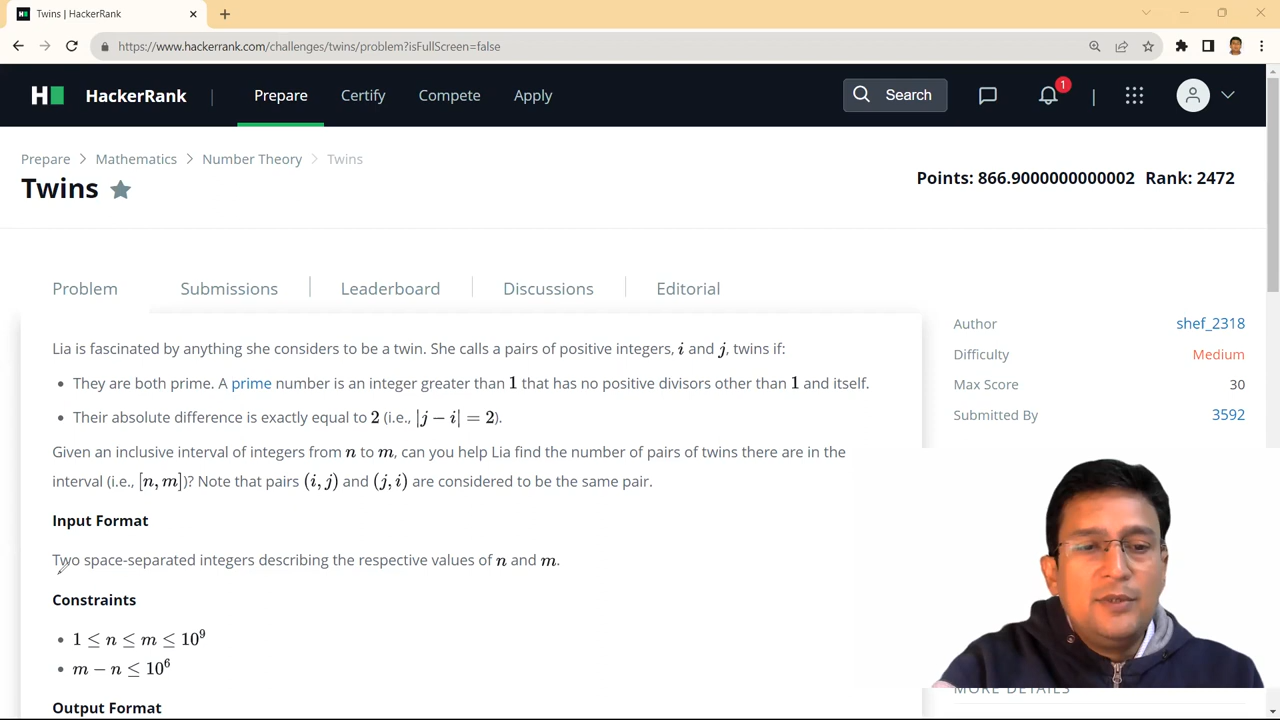 Twins | HackerRank
https://www.hackerrank.com/challenges/twins/problem?isFullScreen=false
H HackerRank | Prepare Certify Compete Apply Search 1
Prepare > Mathematics > Number Theory > Twins
Twins
Points: 866.9000000000002 Rank: 2472
Problem Submissions Leaderboard Discussions Editorial
Lia is fascinated by anything she considers to be a twin. She calls a pairs of positive integers, i and j, twins if:
• They are both prime. A prime number is an integer greater than 1 that has no positive divisors other than 1 and itself.
• Their absolute difference is exactly equal to 2 (i.e., |j − i| = 2).
Given an inclusive interval of integers from n to m, can you help Lia find the number of pairs of twins there are in the
interval (i.e., [n, m])? Note that pairs (i, j) and (j, i) are considered to be the same pair.
Input Format
Two space-separated integers describing the respective values of n and m.
Constraints
• 1 ≤ n ≤ m ≤ 10⁹
• m − n ≤ 10⁶
Output Format
Author shef_2318
Difficulty Medium
Max Score 30
Submitted By 3592
MORE DETAILS